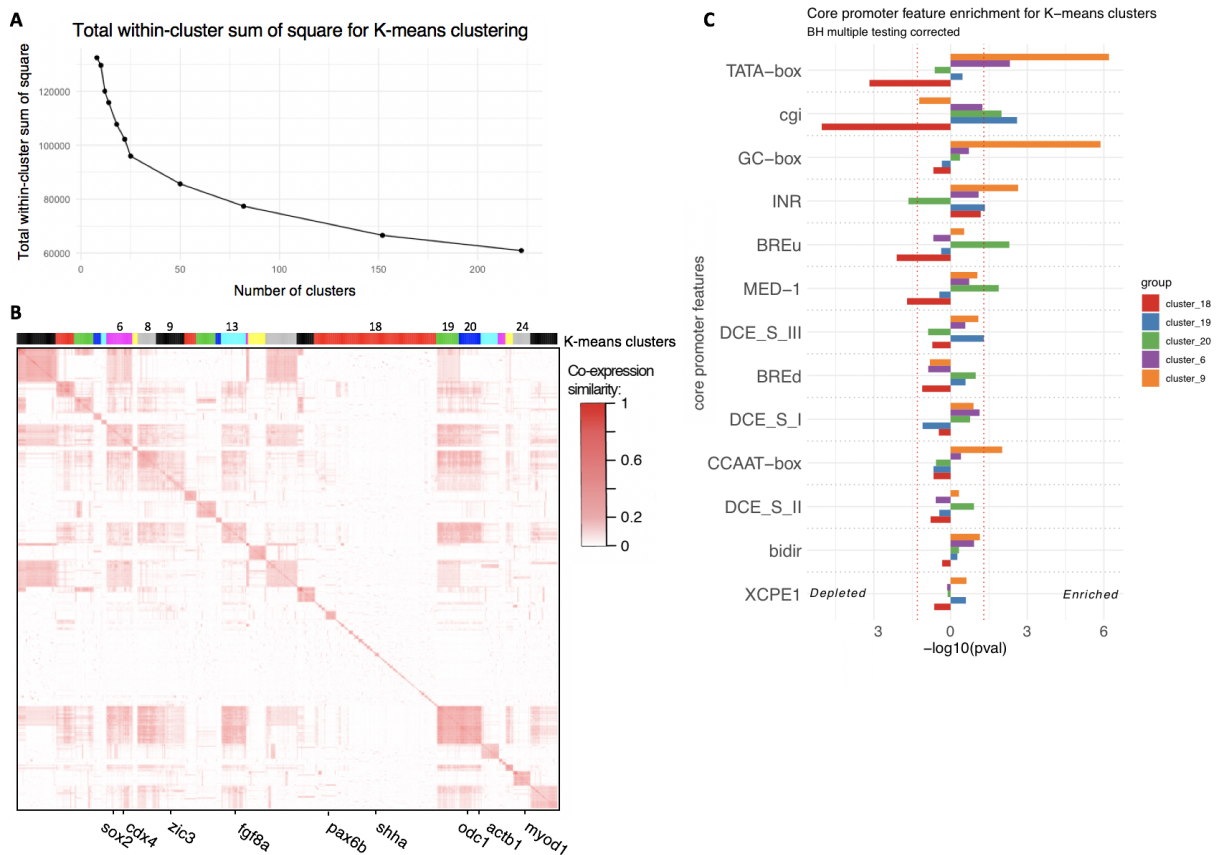 A
Total within-cluster sum of square for K-means clustering
Total within-cluster sum of square
120000
100000
80000
60000
0 50 100 150 200
Number of clusters
B
6 8 9 13 18 19 20 24
K-means clusters
Co-expression
similarity:
1
0.6
0.2
0
sox2 cdx4 zic3 fgf8a pax6b shha odc1 actb1 myod1
C
Core promoter feature enrichment for K−means clusters
BH multiple testing corrected
core promoter features
TATA−box
cgi
GC−box
INR
BREu
MED−1
DCE_S_III
BREd
DCE_S_I
CCAAT−box
DCE_S_II
bidir
XCPE1
Depleted
Enriched
3 0 3 6
−log10(pval)
group
cluster_18
cluster_19
cluster_20
cluster_6
cluster_9